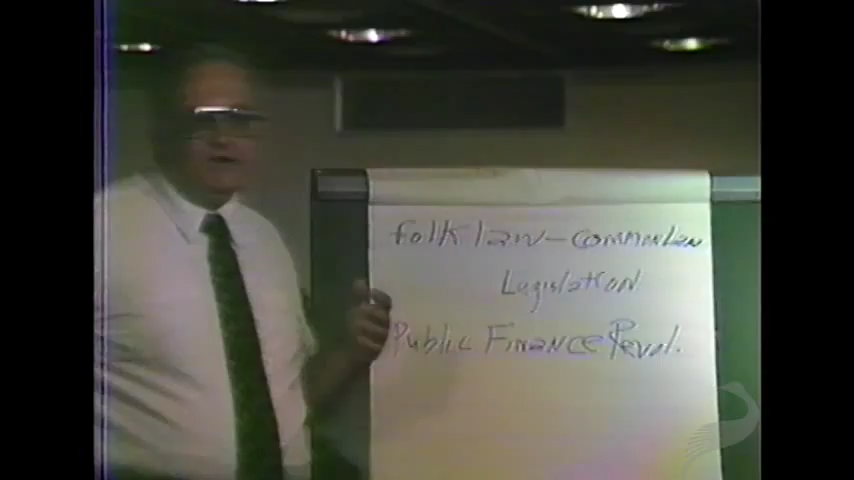 Folk law - common law
Legislation
Public Finance Revol.